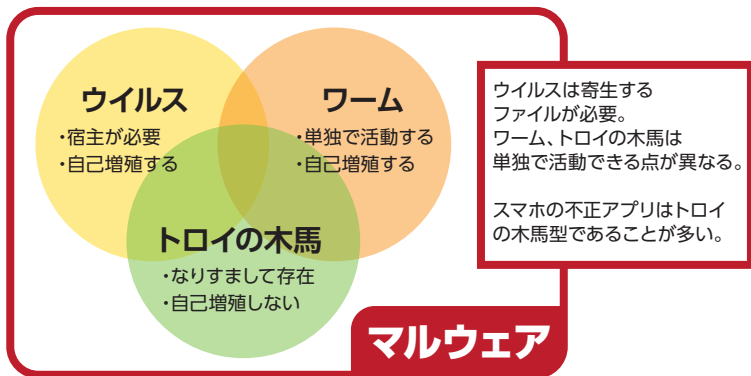 ウイルス
・宿主が必要
・自己増殖する
ワーム
・単独で活動する
・自己増殖する
トロイの木馬
・なりすまして存在
・自己増殖しない
マルウェア
ウイルスは寄生する
ファイルが必要。
ワーム、トロイの木馬は
単独で活動できる点が異なる。
スマホの不正アプリはトロイ
の木馬型であることが多い。